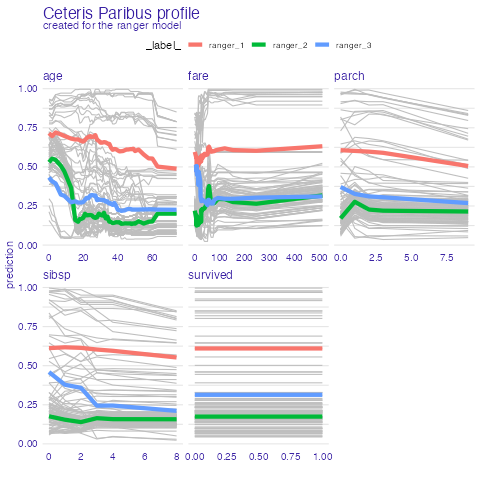 Ceteris Paribus profile
created for the ranger model
_label_ ranger_1 ranger_2 ranger_3
age fare parch
1.00
0.75
0.50
0.25
0.00
0 20 40 60 0 100 200 300 400 500 0.0 2.5 5.0 7.5
prediction
sibsp survived
1.00
0.75
0.50
0.25
0.00
0 2 4 6 8 0.00 0.25 0.50 0.75 1.00